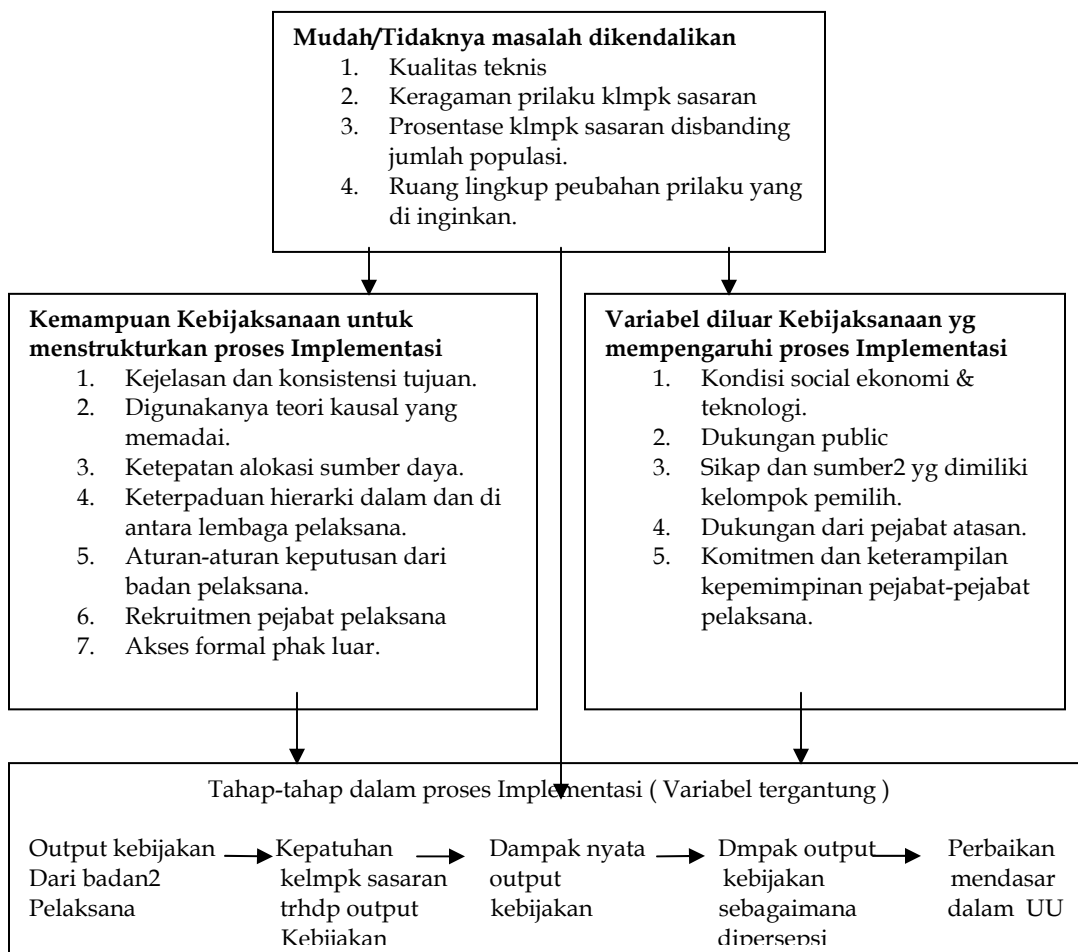 Mudah/Tidaknya masalah dikendalikan
1. Kualitas teknis
2. Keragaman prilaku klmpk sasaran
3. Prosentase klmpk sasaran disbanding
jumlah populasi.
4. Ruang lingkup peubahan prilaku yang
di inginkan.
Kemampuan Kebijaksanaan untuk
menstrukturkan proses Implementasi
1. Kejelasan dan konsistensi tujuan.
2. Digunakanya teori kausal yang
memadai.
3. Ketepatan alokasi sumber daya.
4. Keterpaduan hierarki dalam dan di
antara lembaga pelaksana.
5. Aturan-aturan keputusan dari
badan pelaksana.
6. Rekruitmen pejabat pelaksana
7. Akses formal phak luar.
Variabel diluar Kebijaksanaan yg
mempengaruhi proses Implementasi
1. Kondisi social ekonomi &
teknologi.
2. Dukungan public
3. Sikap dan sumber2 yg dimiliki
kelompok pemilih.
4. Dukungan dari pejabat atasan.
5. Komitmen dan keterampilan
kepemimpinan pejabat-pejabat
pelaksana.
Tahap-tahap dalam proses Implementasi ( Variabel tergantung )
Output kebijakan
Dari badan2
Pelaksana
Kepatuhan
kelmpk sasaran
trhdp output
Kebijakan
Dampak nyata
output
kebijakan
Dmpak output
kebijakan
sebagaimana
dipersepsi
Perbaikan
mendasar
dalam UU